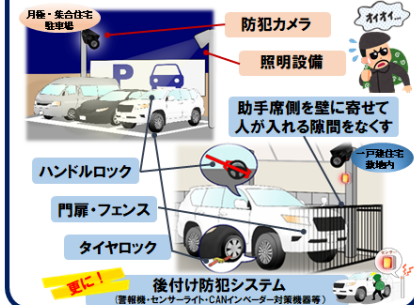 月極・集合住宅
駐車場
防犯カメラ
オイオイ…
照明設備
P
助手席側を壁に寄せて
人が入れる隙間をなくす
一戸建住宅
敷地内
ハンドルロック
門扉・フェンス
タイヤロック
更に!
後付け防犯システム
(警報機・センサーライト・CANインベーダー対策機器等)